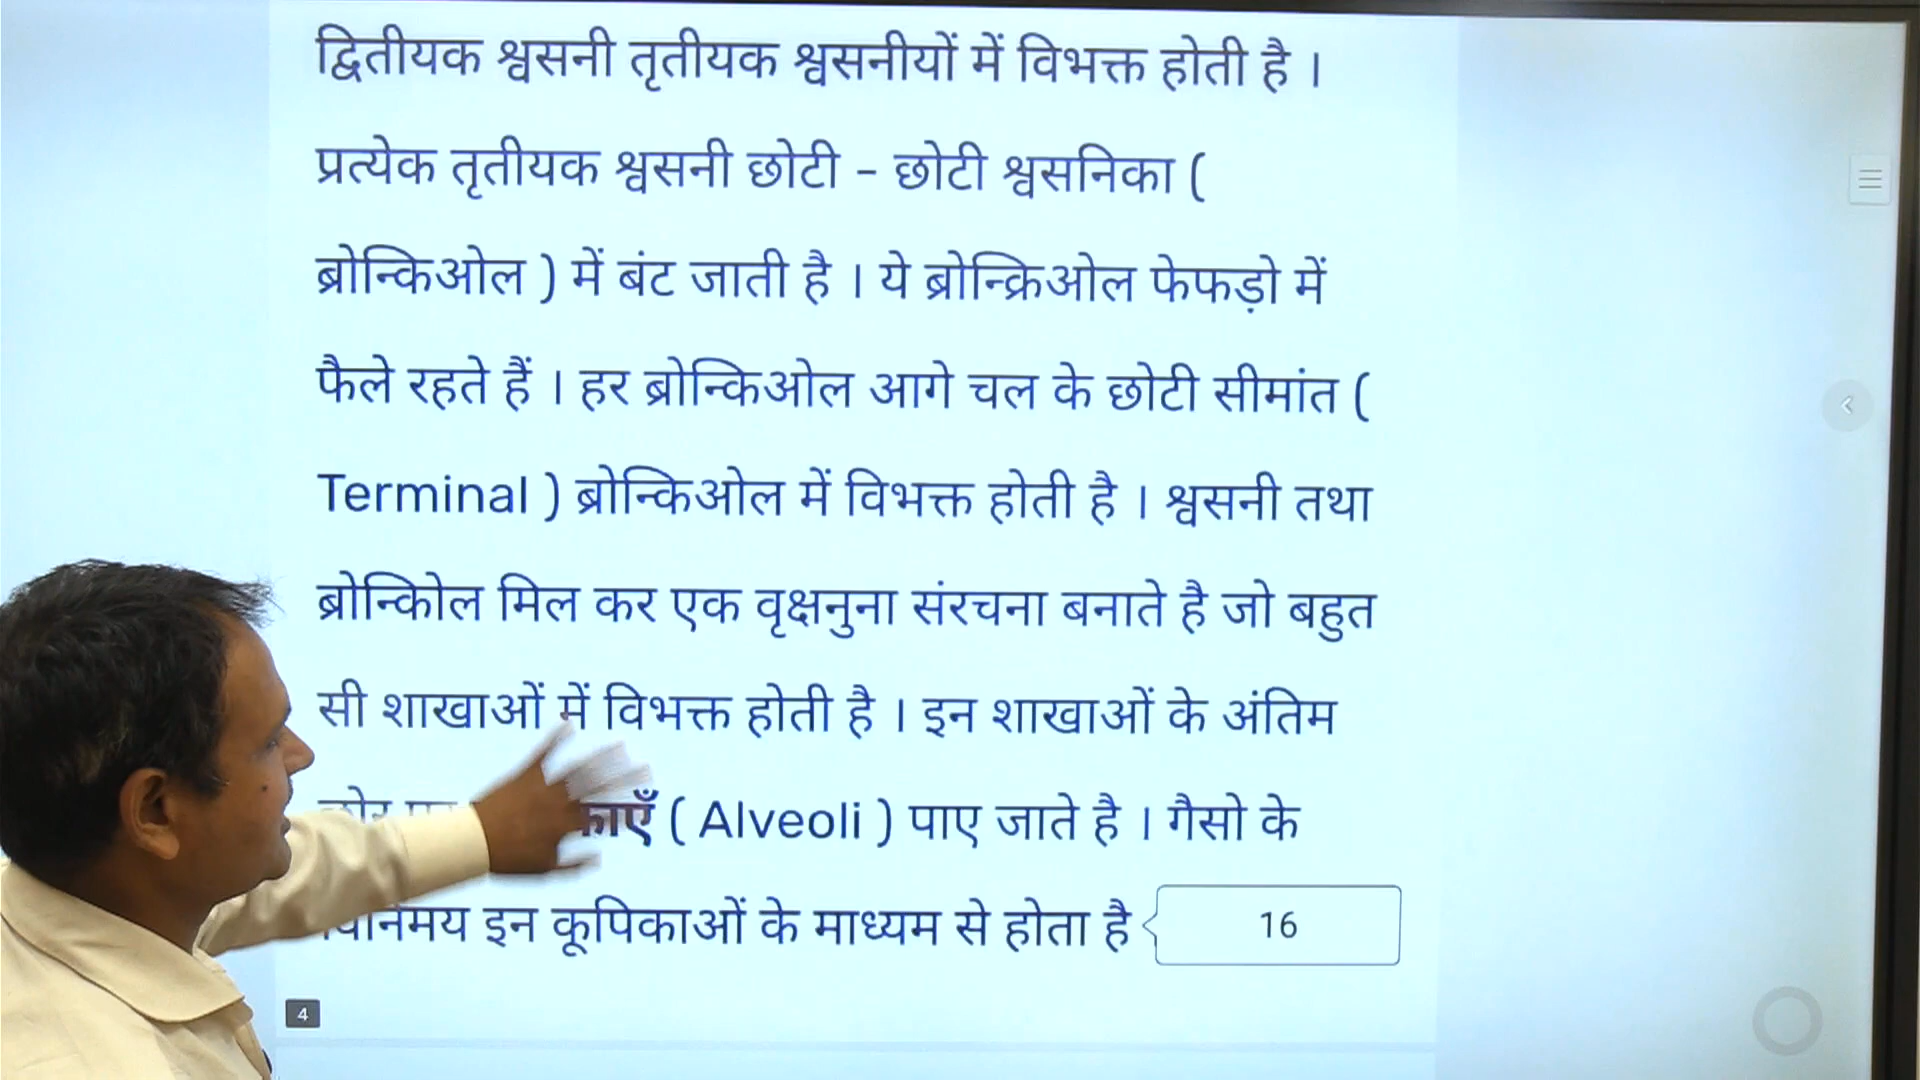 द्वितीयक श्वसनी तृतीयक श्वसनीयों में विभक्त होती है ।
प्रत्येक तृतीयक श्वसनी छोटी - छोटी श्वसनिका (
ब्रोन्किओल ) में बंट जाती है । ये ब्रोन्क्रिओल फेफड़ो में
फैले रहते हैं । हर ब्रोन्किओल आगे चल के छोटी सीमांत (
Terminal ) ब्रोन्किओल में विभक्त होती है । श्वसनी तथा
ब्रोन्किोल मिल कर एक वृक्षनुना संरचना बनाते है जो बहुत
सी शाखाओं में विभक्त होती है । इन शाखाओं के अंतिम
( Alveoli ) पाए जाते है । गैसो के
इन कूपिकाओं के माध्यम से होता है
16
4